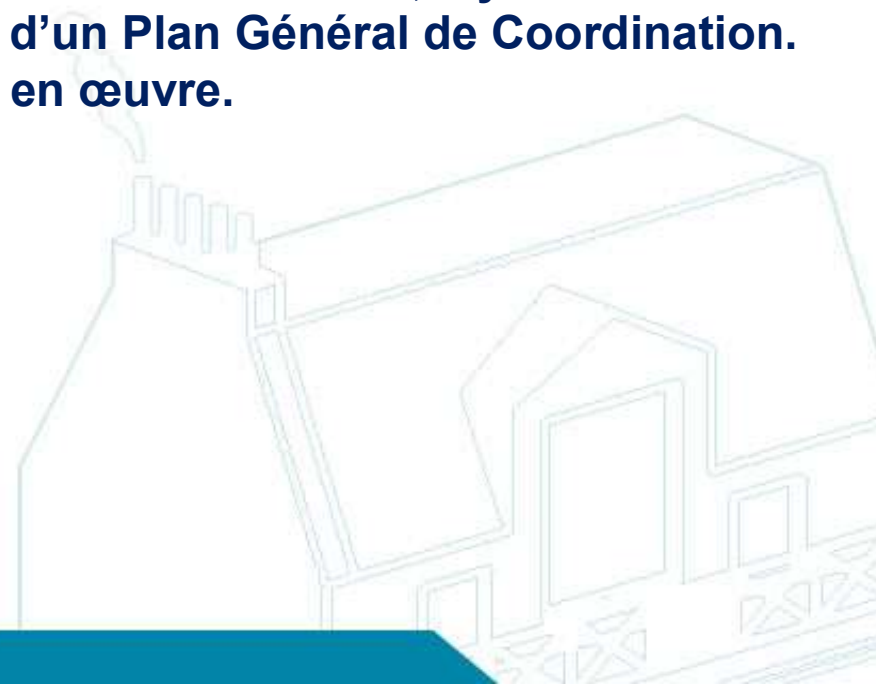 d’un Plan Général de Coordination.
en œuvre.